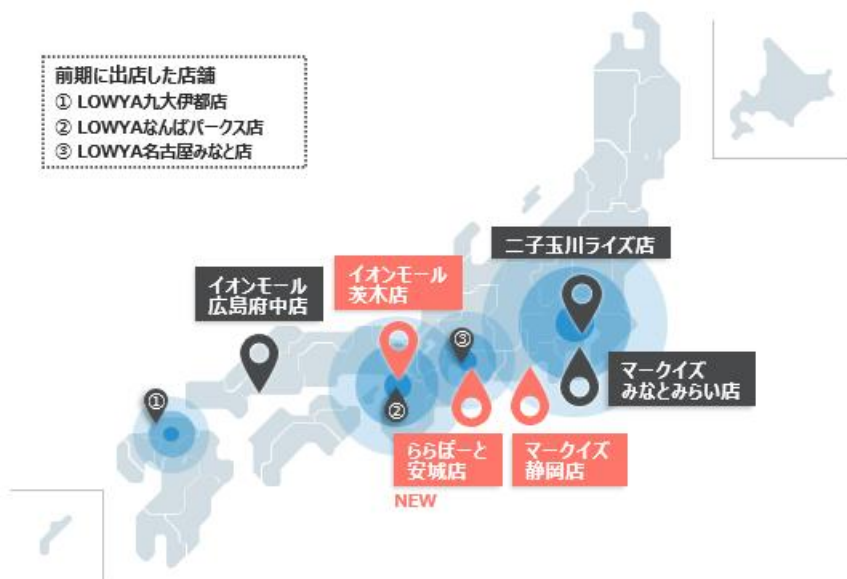 前期に出店した店舗
① LOWYA九大伊都店
② LOWYAなんばパークス店
③ LOWYA名古屋みなと店
二子玉川ライズ店
イオンモール
茨木店
イオンモール
広島府中店
③
マークイズ
みなとみらい店
①
②
ららぽーと
安城店
マークイズ
静岡店
NEW